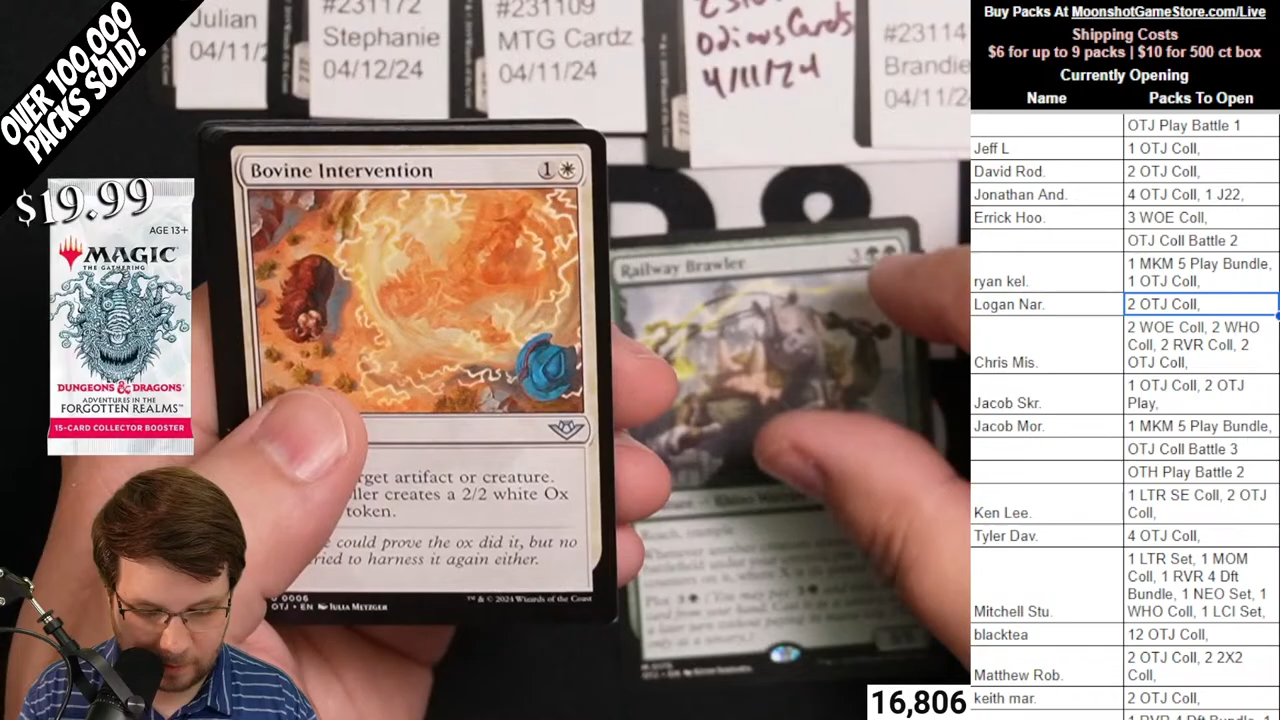 OVER 100,000
PACKS SOLD!
$19.99
AGE 13+
MAGIC
THE GATHERING
DUNGEONS & DRAGONS
ADVENTURES IN THE
FORGOTTEN REALMS™
15-CARD COLLECTOR BOOSTER
Julian
04/11/2
#231172
Stephanie
04/12/24
#231109
MTG Cardz
04/11/24
OdiousCards
4/11/24
#23114
Brandie
04/11/2
Bovine Intervention 1
rget artifact or creature.
ller creates a 2/2 white Ox
token.
could prove the ox did it, but no
ried to harness it again either.
0006
OTJ • EN Julia Metzger
™ & © 2024 Wizards of the Coast
Railway Brawler 3
Reach, trample
16,806
Buy Packs At MoonshotGameStore.com/Live
Shipping Costs
$6 for up to 9 packs | $10 for 500 ct box
Currently Opening
Name Packs To Open
OTJ Play Battle 1
Jeff L 1 OTJ Coll,
David Rod. 2 OTJ Coll,
Jonathan And. 4 OTJ Coll, 1 J22,
Errick Hoo. 3 WOE Coll,
OTJ Coll Battle 2
1 MKM 5 Play Bundle,
ryan kel. 1 OTJ Coll,
Logan Nar. 2 OTJ Coll,
2 WOE Coll, 2 WHO
Coll, 2 RVR Coll, 2
Chris Mis. OTJ Coll,
1 OTJ Coll, 2 OTJ
Jacob Skr. Play,
Jacob Mor. 1 MKM 5 Play Bundle,
OTJ Coll Battle 3
OTH Play Battle 2
1 LTR SE Coll, 2 OTJ
Ken Lee. Coll,
Tyler Dav. 4 OTJ Coll,
1 LTR Set, 1 MOM
Coll, 1 RVR 4 Dft
Bundle, 1 NEO Set, 1
Mitchell Stu. WHO Coll, 1 LCI Set,
blacktea 12 OTJ Coll,
2 OTJ Coll, 2 2X2
Matthew Rob. Coll,
keith mar. 2 OTJ Coll,
1 RVR 4 Dft Bundle, 1